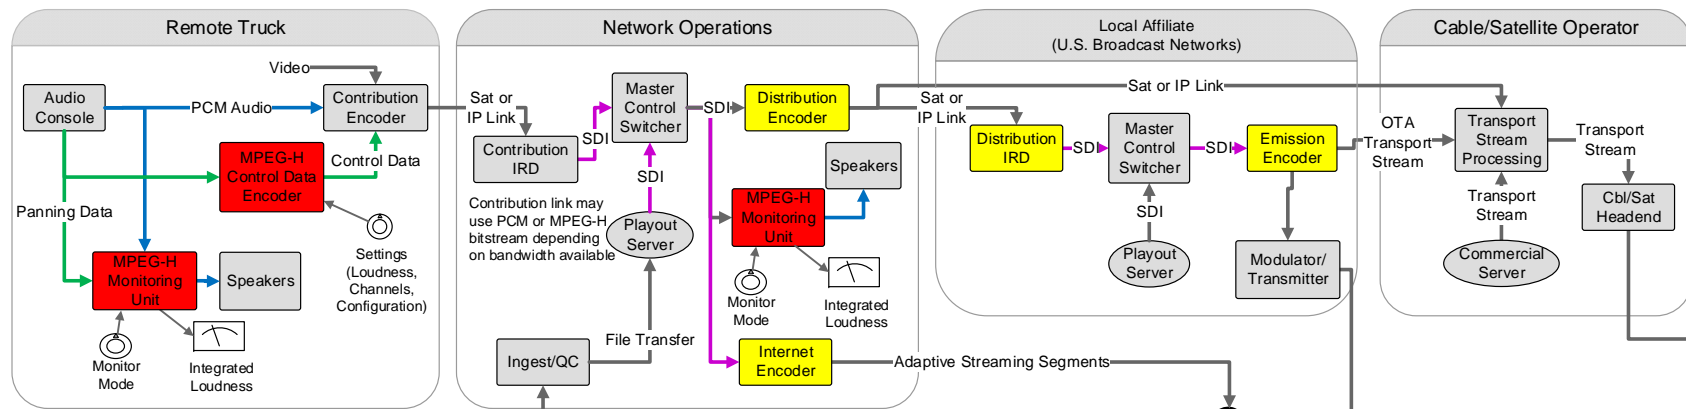 Remote Truck
Video
Audio
Console
PCM Audio
Contribution
Encoder
MPEG-H
Control Data
Encoder
Control Data
Panning Data
MPEG-H
Monitoring
Unit
Speakers
Settings
(Loudness,
Channels,
Configuration)
Monitor
Mode
Integrated
Loudness
Network Operations
Sat or
IP Link
Contribution
IRD
SDI
Master
Control
Switcher
SDI
SDI
Distribution
Encoder
Contribution link may
use PCM or MPEG-H
bitstream depending
on bandwidth available
Playout
Server
MPEG-H
Monitoring
Unit
Speakers
Monitor
Mode
Integrated
Loudness
File Transfer
Ingest/QC
Internet
Encoder
Adaptive Streaming Segments
Local Affiliate
(U.S. Broadcast Networks)
Sat or
IP Link
Sat or IP Link
Distribution
IRD
SDI
Master
Control
Switcher
SDI
Emission
Encoder
SDI
Playout
Server
Modulator/
Transmitter
Cable/Satellite Operator
OTA
Transport
Stream
Transport
Stream
Processing
Transport
Stream
Transport
Stream
Commercial
Server
Cbl/Sat
Headend